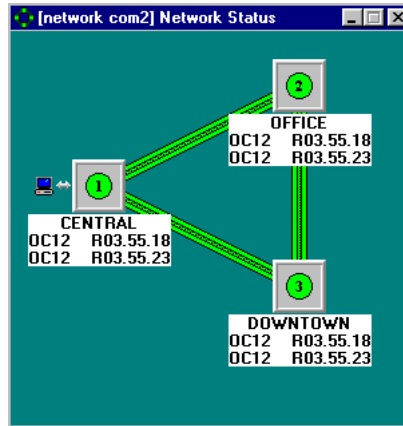 [network com2] Network Status
2
OFFICE
OC12 R03.55.18
OC12 R03.55.23
1
CENTRAL
OC12 R03.55.18
OC12 R03.55.23
3
DOWNTOWN
OC12 R03.55.18
OC12 R03.55.23